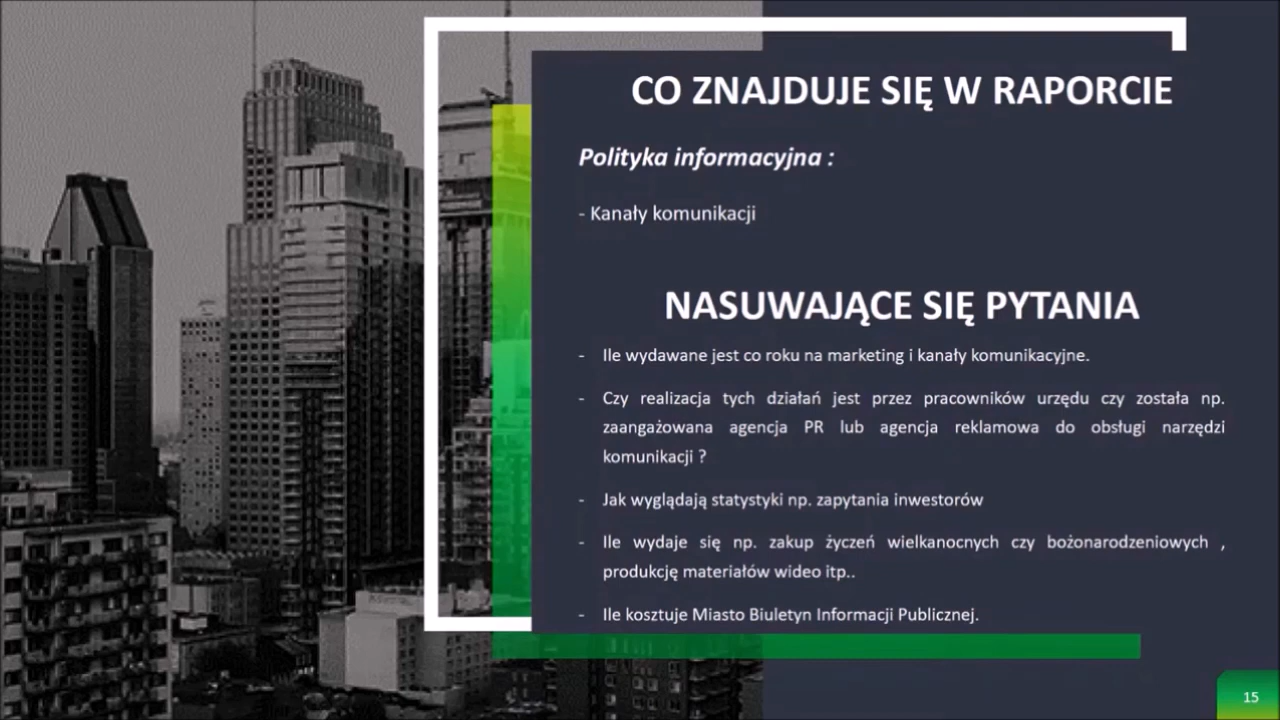 CO ZNAJDUJE SIĘ W RAPORCIE
Polityka informacyjna :
- Kanały komunikacji
NASUWAJĄCE SIĘ PYTANIA
- Ile wydawane jest co roku na marketing i kanały komunikacyjne.
- Czy realizacja tych działań jest przez pracowników urzędu czy została np.
zaangażowana agencja PR lub agencja reklamowa do obsługi narzędzi
komunikacji ?
- Jak wyglądają statystyki np. zapytania inwestorów
- Ile wydaje się np. zakup życzeń wielkanocnych czy bożonarodzeniowych ,
produkcję materiałów wideo itp..
- Ile kosztuje Miasto Biuletyn Informacji Publicznej.
15